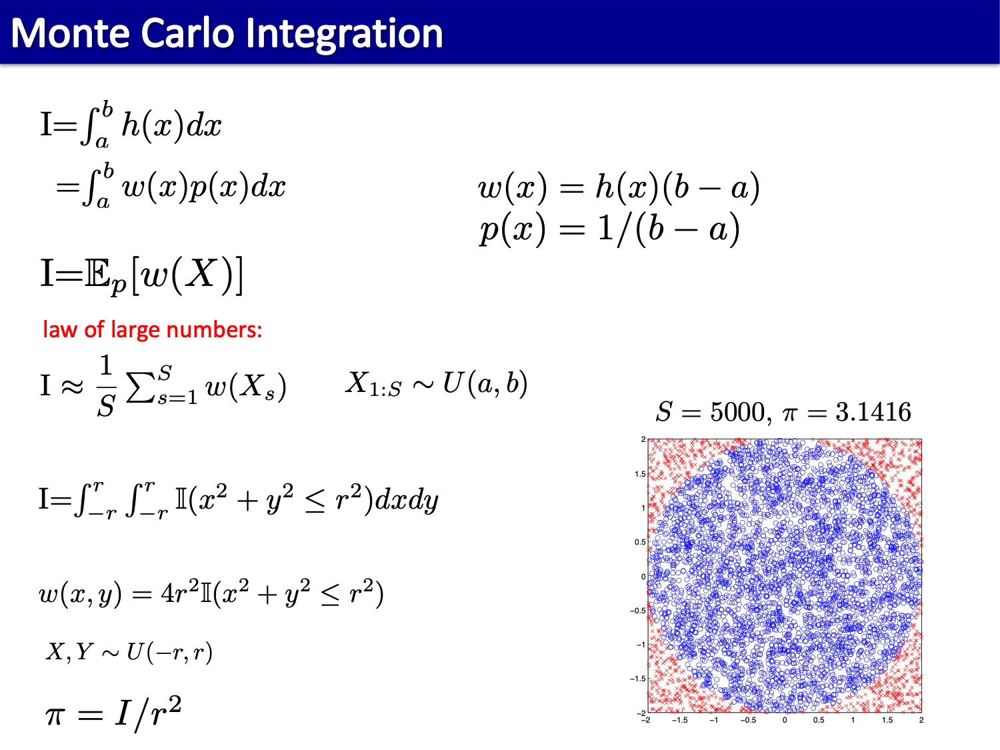 Monte Carlo Integration
I=∫_a^b h(x)dx
=∫_a^b w(x)p(x)dx
w(x) = h(x)(b − a)
p(x) = 1/(b − a)
I=𝔼_p[w(X)]
law of large numbers:
I ≈ 1/S ∑_{s=1}^S w(X_s)
X_{1:S} ∼ U(a, b)
I=∫_{−r}^r ∫_{−r}^r 𝕀(x² + y² ≤ r²)dxdy
w(x, y) = 4r²𝕀(x² + y² ≤ r²)
X, Y ∼ U(−r, r)
π = I/r²
S = 5000, π = 3.1416
2
1.5
1
0.5
0
−0.5
−1
−1.5
−2
−2 −1.5 −1 −0.5 0 0.5 1 1.5 2